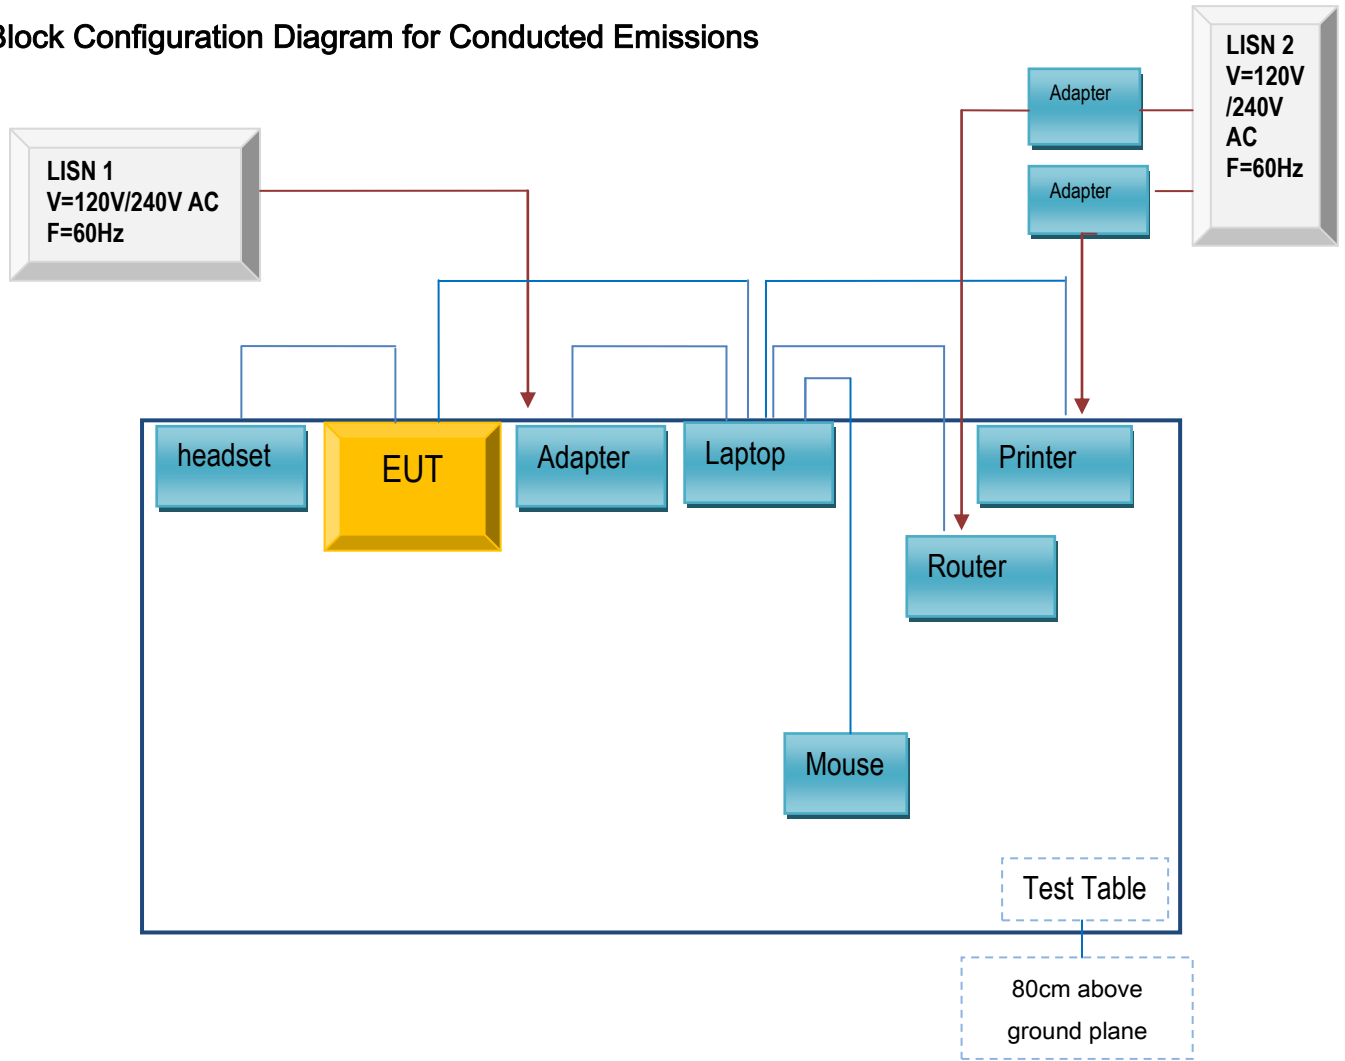 Block Configuration Diagram for Conducted Emissions
LISN 1
V=120V/240V AC
F=60Hz
Adapter
Adapter
LISN 2
V=120V
/240V
AC
F=60Hz
headset
EUT
Adapter
Laptop
Printer
Router
Mouse
Test Table
80cm above
ground plane